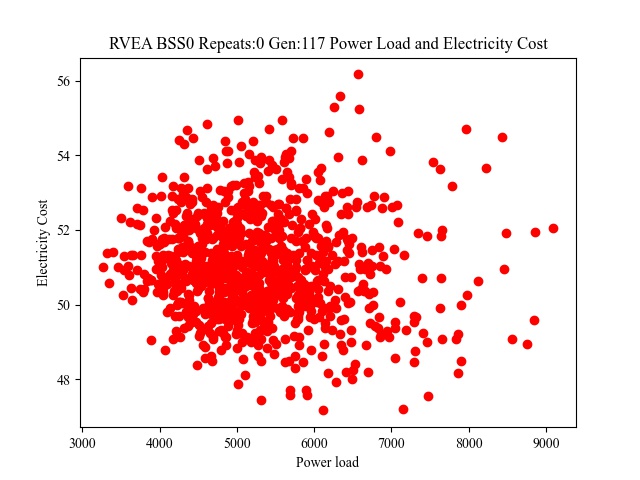 RVEA BSS0 Repeats:0 Gen:117 Power Load and Electricity Cost
56
54
52
50
48
Electricity Cost
3000 4000 5000 6000 7000 8000 9000
Power load